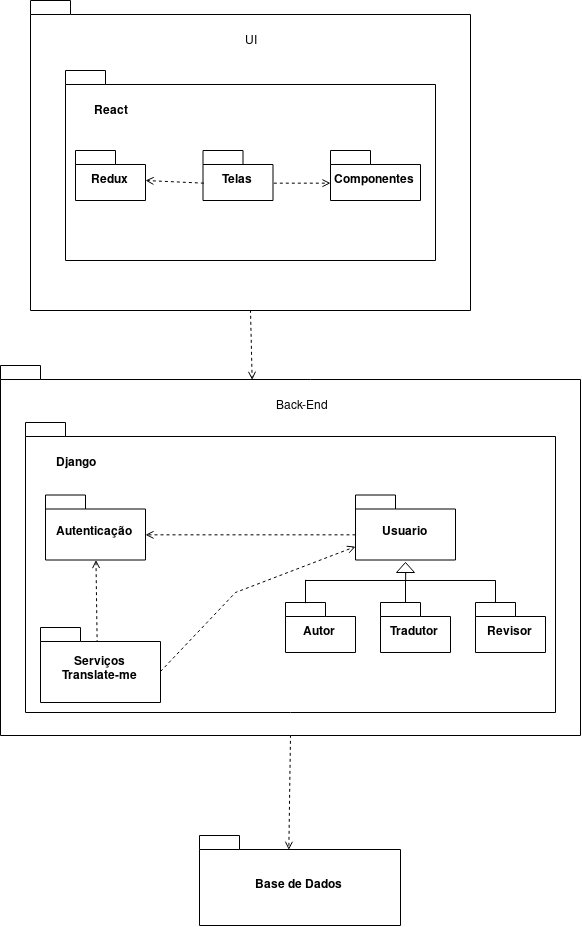 UI
React
Redux
Telas
Componentes
Back-End
Django
Autenticação
Usuario
Autor
Tradutor
Revisor
Serviços
Translate-me
Base de Dados